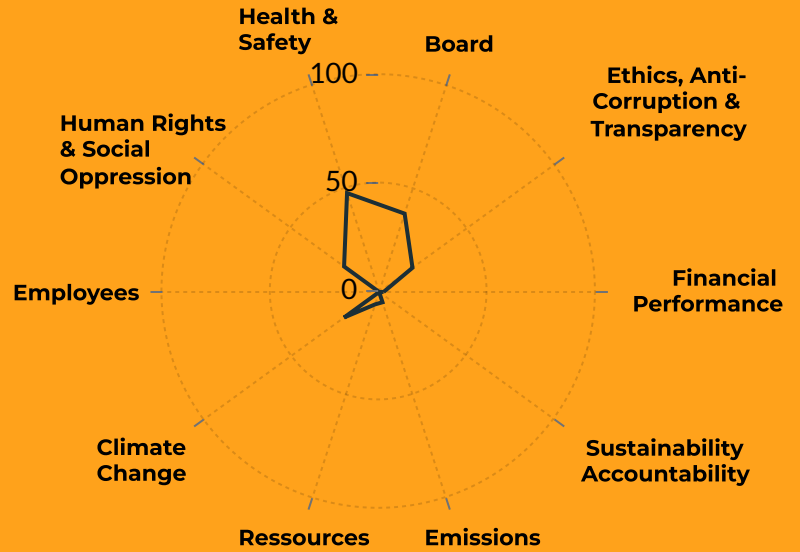 Health &
Safety
Board
100
Ethics, Anti-
Corruption &
Transparency
Human Rights
& Social
Oppression
50
Employees
0
Financial
Performance
Climate
Change
Sustainability
Accountability
Ressources
Emissions